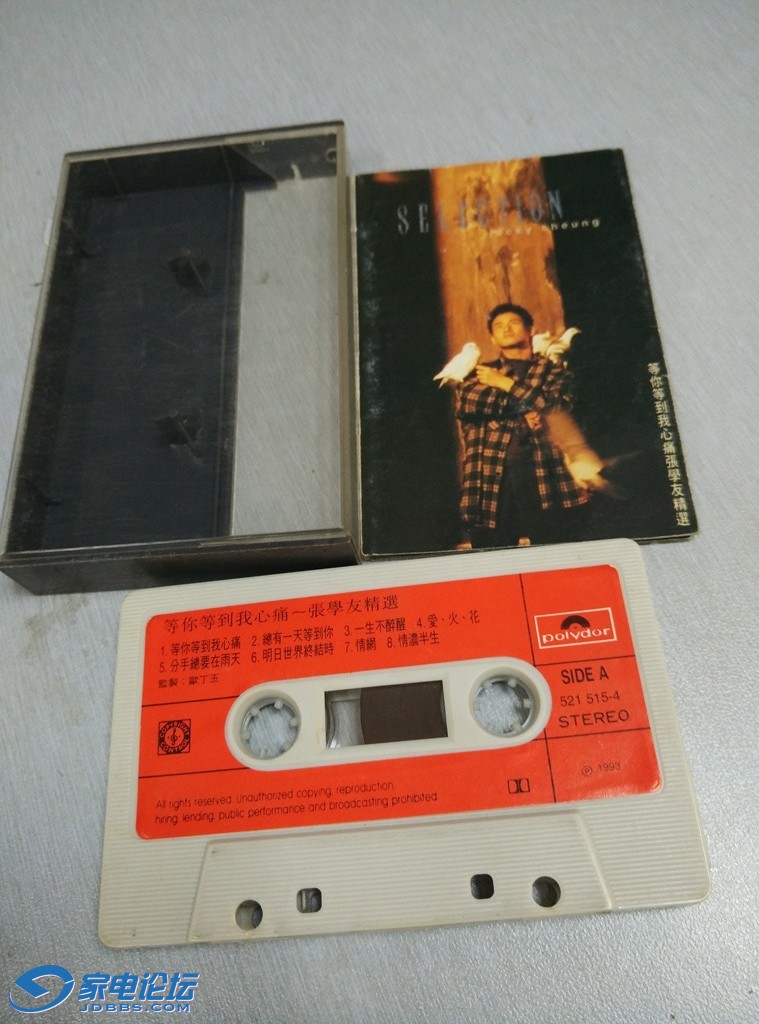 SELECTION
jacky cheung
等你等到我心痛張學友精選
等你等到我心痛~張學友精選
1. 等你等到我心痛 2. 總有一天等到你 3. 一生不醉醒 4. 愛、火、花
5. 分手總要在雨天 6. 明日世界終結時 7. 情網 8. 情濃半生
監製：歐丁玉
polydor
SIDE A
521 515-4
STEREO
COPYRIGHT CONTROL
℗ 1993
All rights reserved. Unauthorized copying, reproduction,
hiring, lending, public performance and broadcasting prohibited.
家电论坛
JDBBS.COM